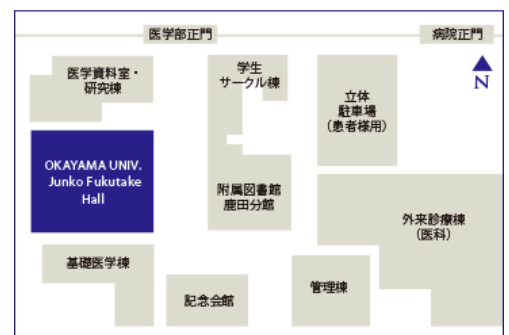 医学部正門
病院正門
医学資料室・
研究棟
学生
サークル棟
立体
駐車場
(患者様用)
N
OKAYAMA UNIV.
Junko Fukutake
Hall
附属図書館
鹿田分館
外来診療棟
(医科)
基礎医学棟
記念会館
管理棟